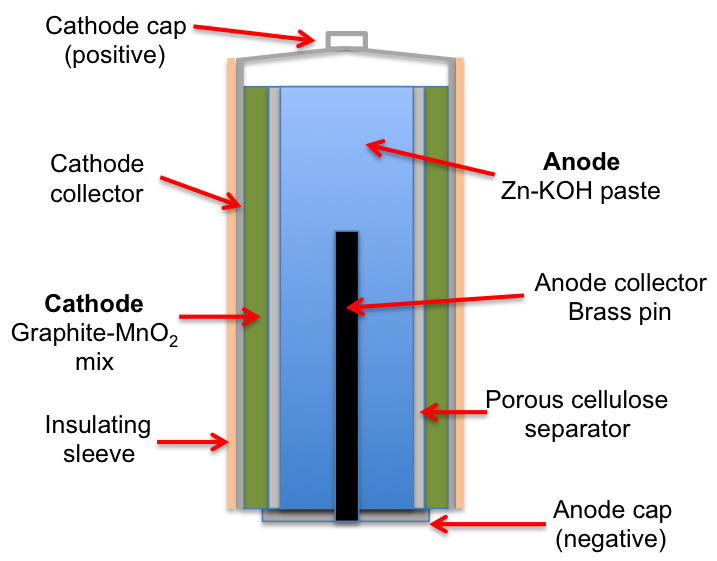 Cathode cap
(positive)
Cathode
collector
Cathode
Graphite-MnO₂
mix
Insulating
sleeve
Anode
Zn-KOH paste
Anode collector
Brass pin
Porous cellulose
separator
Anode cap
(negative)